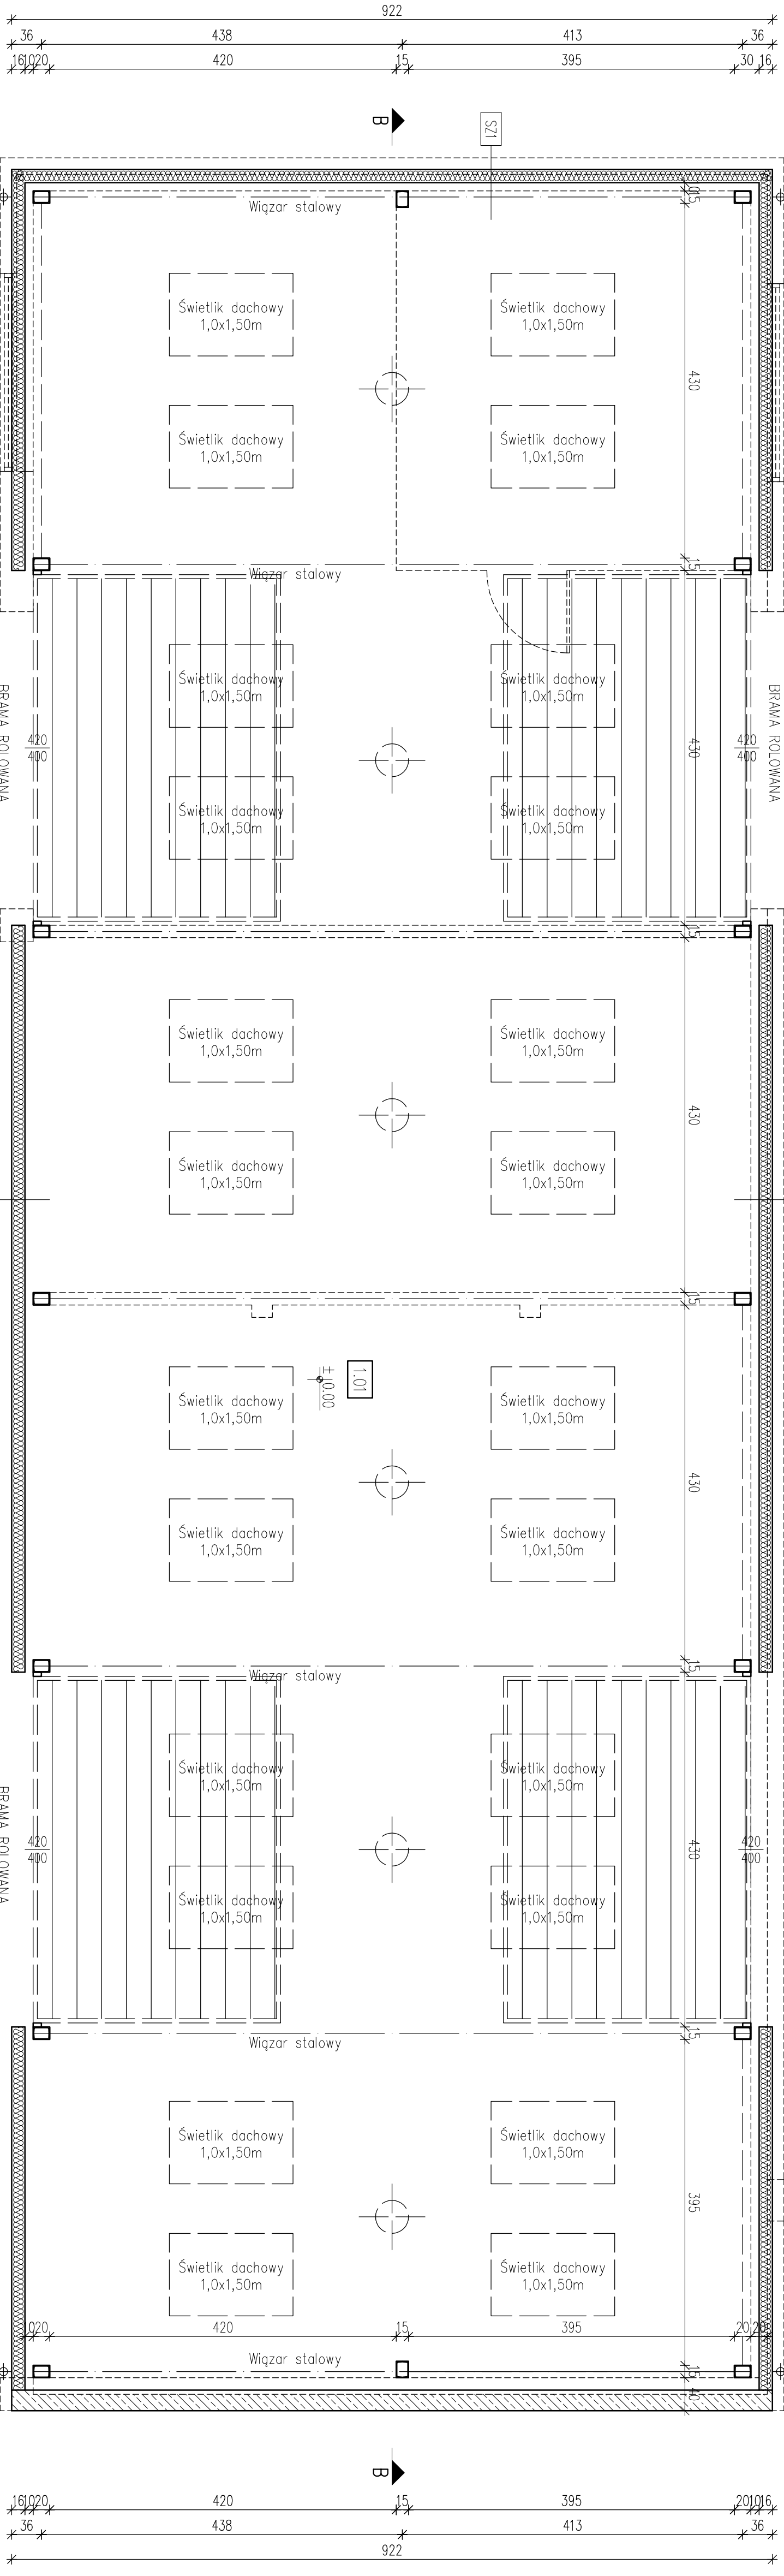 922
36 438 413 36
16 10 20 420 15 395 30 16
B
SZ1
Wiązar stalowy
10 15
Świetlik dachowy
1,0x1,50m
Świetlik dachowy
1,0x1,50m
430
Świetlik dachowy
1,0x1,50m
Świetlik dachowy
1,0x1,50m
Wiązar stalowy
15
Świetlik dachowy
1,0x1,50m
Świetlik dachowy
1,0x1,50m
BRAMA ROLOWANA
420
400
430
420
400
BRAMA ROLOWANA
Świetlik dachowy
1,0x1,50m
Świetlik dachowy
1,0x1,50m
15
Świetlik dachowy
1,0x1,50m
Świetlik dachowy
1,0x1,50m
430
Świetlik dachowy
1,0x1,50m
Świetlik dachowy
1,0x1,50m
15
1.01
± 0.00
Świetlik dachowy
1,0x1,50m
Świetlik dachowy
1,0x1,50m
430
Świetlik dachowy
1,0x1,50m
Świetlik dachowy
1,0x1,50m
Wiązar stalowy
15
Świetlik dachowy
1,0x1,50m
Świetlik dachowy
1,0x1,50m
BRAMA ROLOWANA
420
400
430
420
400
Świetlik dachowy
1,0x1,50m
Świetlik dachowy
1,0x1,50m
Wiązar stalowy
15
Świetlik dachowy
1,0x1,50m
Świetlik dachowy
1,0x1,50m
395
Świetlik dachowy
1,0x1,50m
Świetlik dachowy
1,0x1,50m
10 20 420 15 395 20 20
Wiązar stalowy
15
40
B
16 10 20 420 15 395 20 10 16
36 438 413 36
922